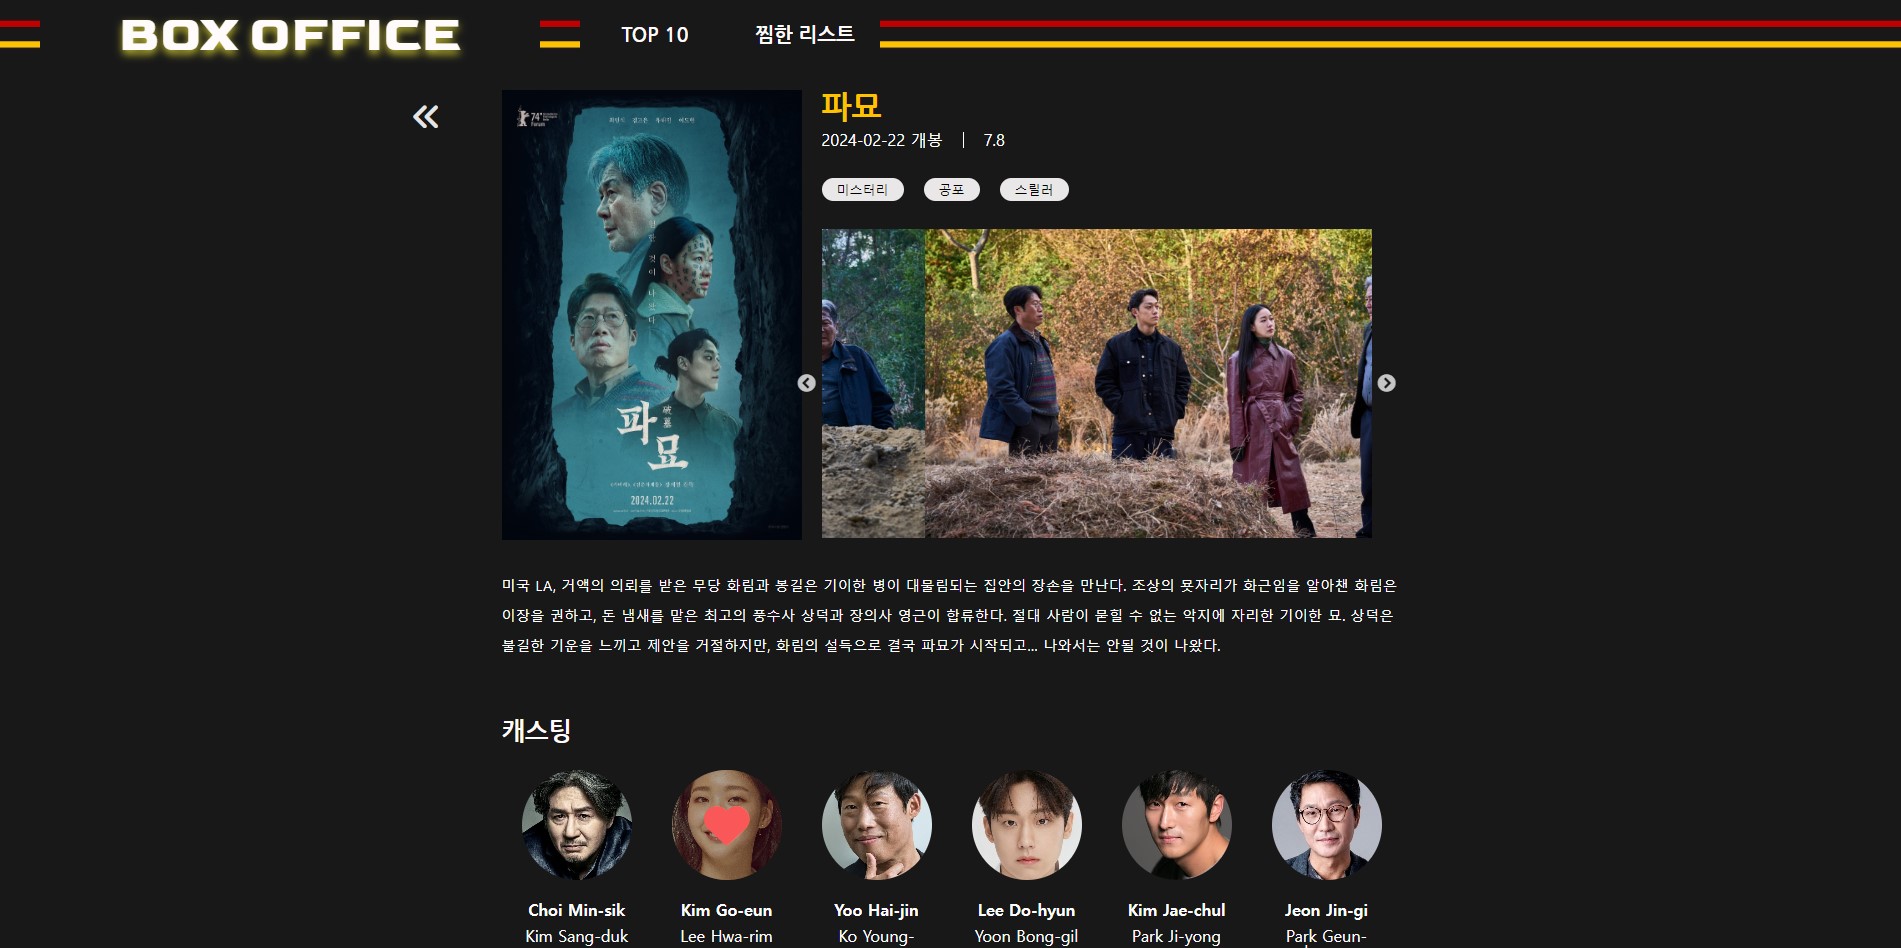 BOX OFFICE
TOP 10
찜한 리스트
파묘
2024-02-22 개봉 | 7.8
미스터리
공포
스릴러
74
Forum
험한 것이 나왔다
파묘
破墓
2024.02.22
미국 LA, 거액의 의뢰를 받은 무당 화림과 봉길은 기이한 병이 대물림되는 집안의 장손을 만난다. 조상의 묫자리가 화근임을 알아챈 화림은
이장을 권하고, 돈 냄새를 맡은 최고의 풍수사 상덕과 장의사 영근이 합류한다. 절대 사람이 묻힐 수 없는 악지에 자리한 기이한 묘. 상덕은
불길한 기운을 느끼고 제안을 거절하지만, 화림의 설득으로 결국 파묘가 시작되고... 나와서는 안될 것이 나왔다.
캐스팅
Choi Min-sik
Kim Sang-duk
Kim Go-eun
Lee Hwa-rim
Yoo Hai-jin
Ko Young-
Lee Do-hyun
Yoon Bong-gil
Kim Jae-chul
Park Ji-yong
Jeon Jin-gi
Park Geun-